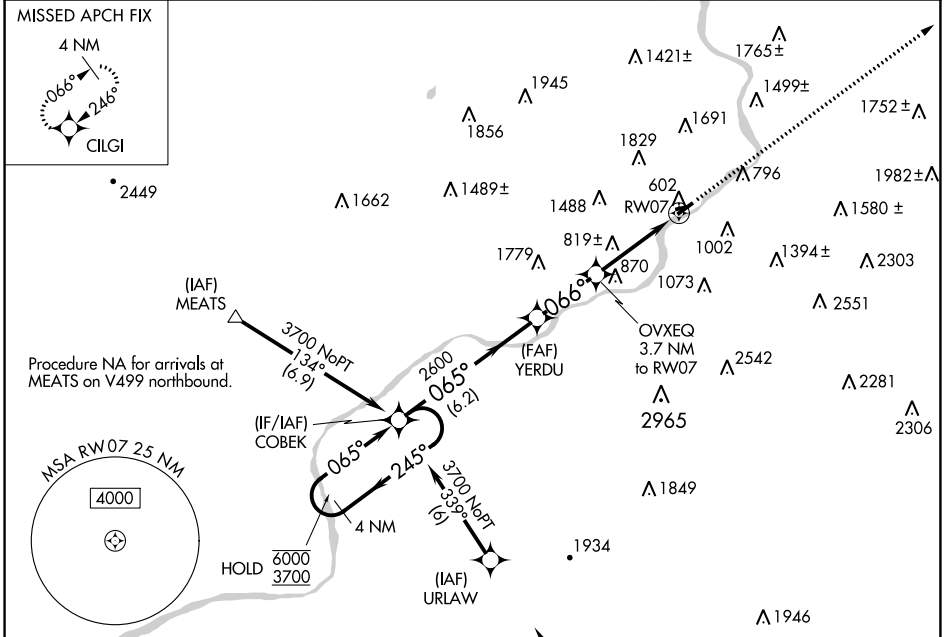 MISSED APCH FIX
4 NM
066°
246°
CILGI
1421±
1765±
1945
1499±
1856
1691
1752 ±
1829
2449
1662
1489±
1488
602
796
1982±
RW07
1580 ±
819±
1002
1779
870
1073
1394±
2303
(IAF)
MEATS
066°
2551
3700 NoPT
134°
(6.9)
(FAF)
YERDU
OVXEQ
3.7 NM
to RW07
Procedure NA for arrivals at
MEATS on V499 northbound.
2600
065°
(6.2)
2542
2281
2965
2306
(IF/IAF)
COBEK
065°
245°
MSA RW07 25 NM
4000
3700 NoPT
339°
(6)
1849
4 NM
HOLD
6000
3700
1934
(IAF)
URLAW
1946